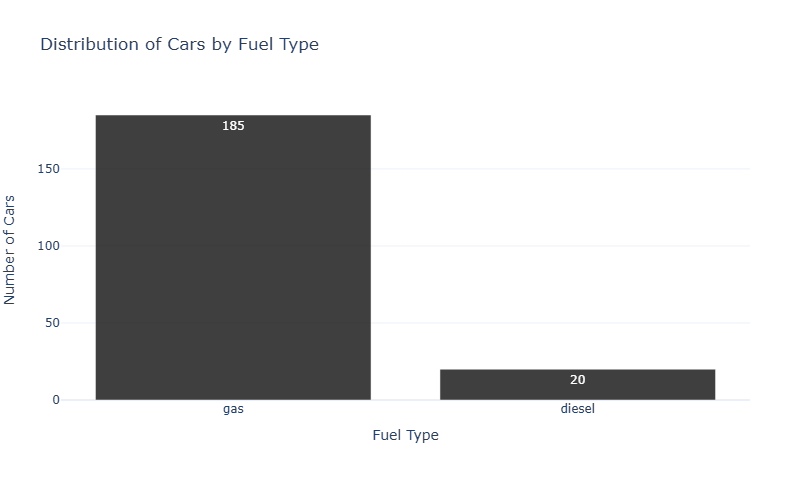 Distribution of Cars by Fuel Type
185
150
100
50
20
0
gas
diesel
Number of Cars
Fuel Type